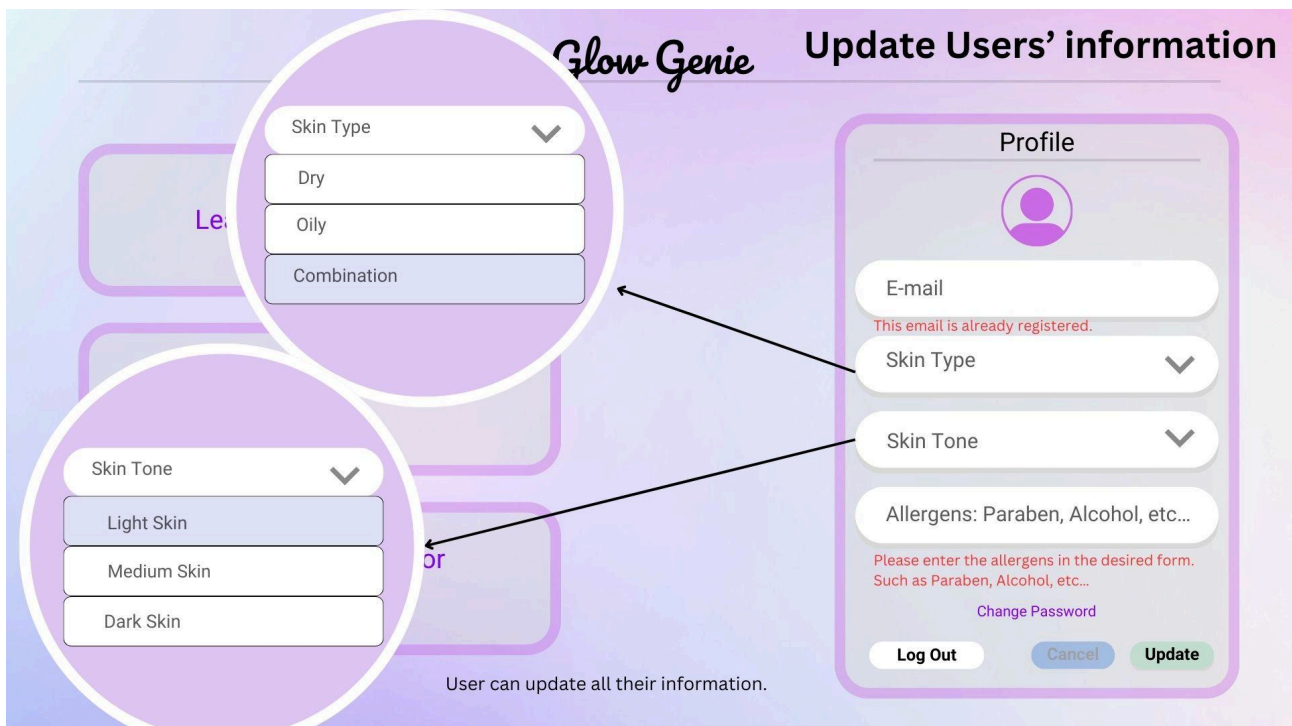 Glow Genie
Update Users’ information
Skin Type
Dry
Oily
Combination
Skin Tone
Light Skin
Medium Skin
Dark Skin
or
Profile
E-mail
This email is already registered.
Skin Type
Skin Tone
Allergens: Paraben, Alcohol, etc...
Please enter the allergens in the desired form.
Such as Paraben, Alcohol, etc...
Change Password
Log Out
Cancel
Update
User can update all their information.